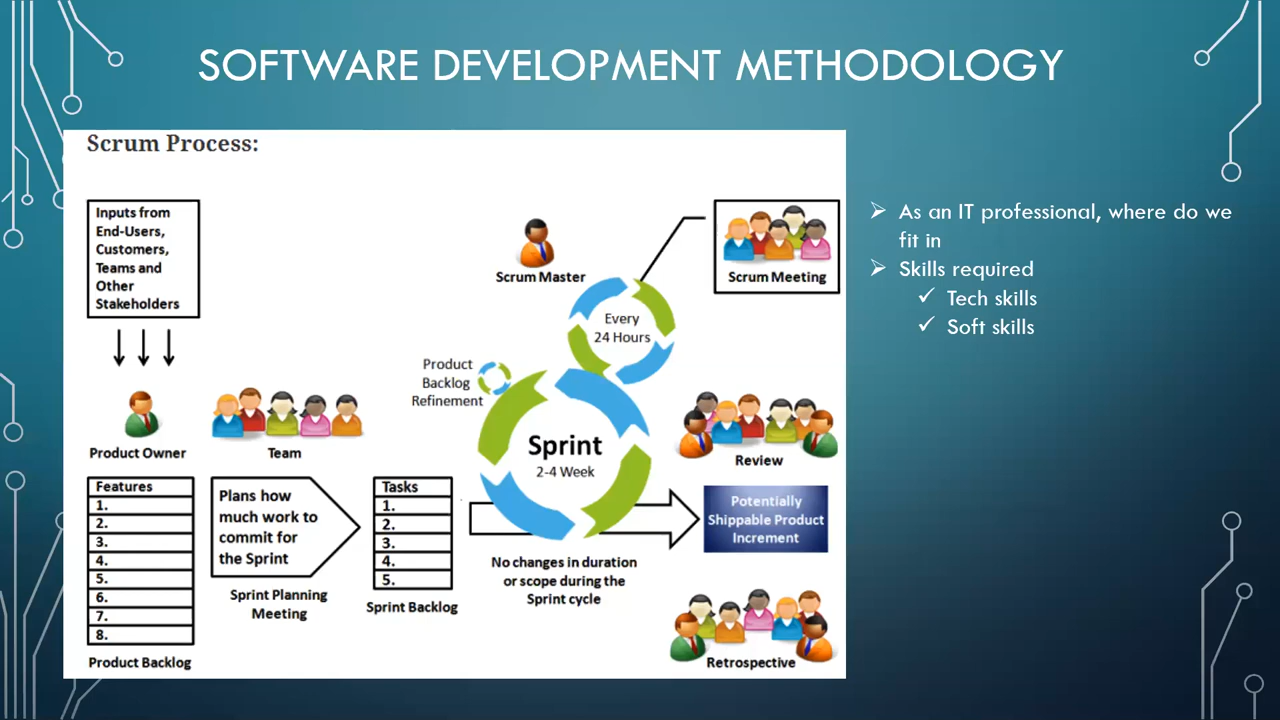 SOFTWARE DEVELOPMENT METHODOLOGY
Scrum Process:
Inputs from
End-Users,
Customers,
Teams and
Other
Stakeholders
Product Owner
Team
Features
1.
2.
3.
4.
5.
6.
7.
8.
Product Backlog
Plans how
much work to
commit for
the Sprint
Sprint Planning
Meeting
Tasks
1.
2.
3.
4.
5.
Sprint Backlog
Scrum Master
Every
24 Hours
Scrum Meeting
Product
Backlog
Refinement
Sprint
2-4 Week
No changes in duration
or scope during the
Sprint cycle
Review
Potentially
Shippable Product
Increment
Retrospective
As an IT professional, where do we
fit in
Skills required
✓ Tech skills
✓ Soft skills